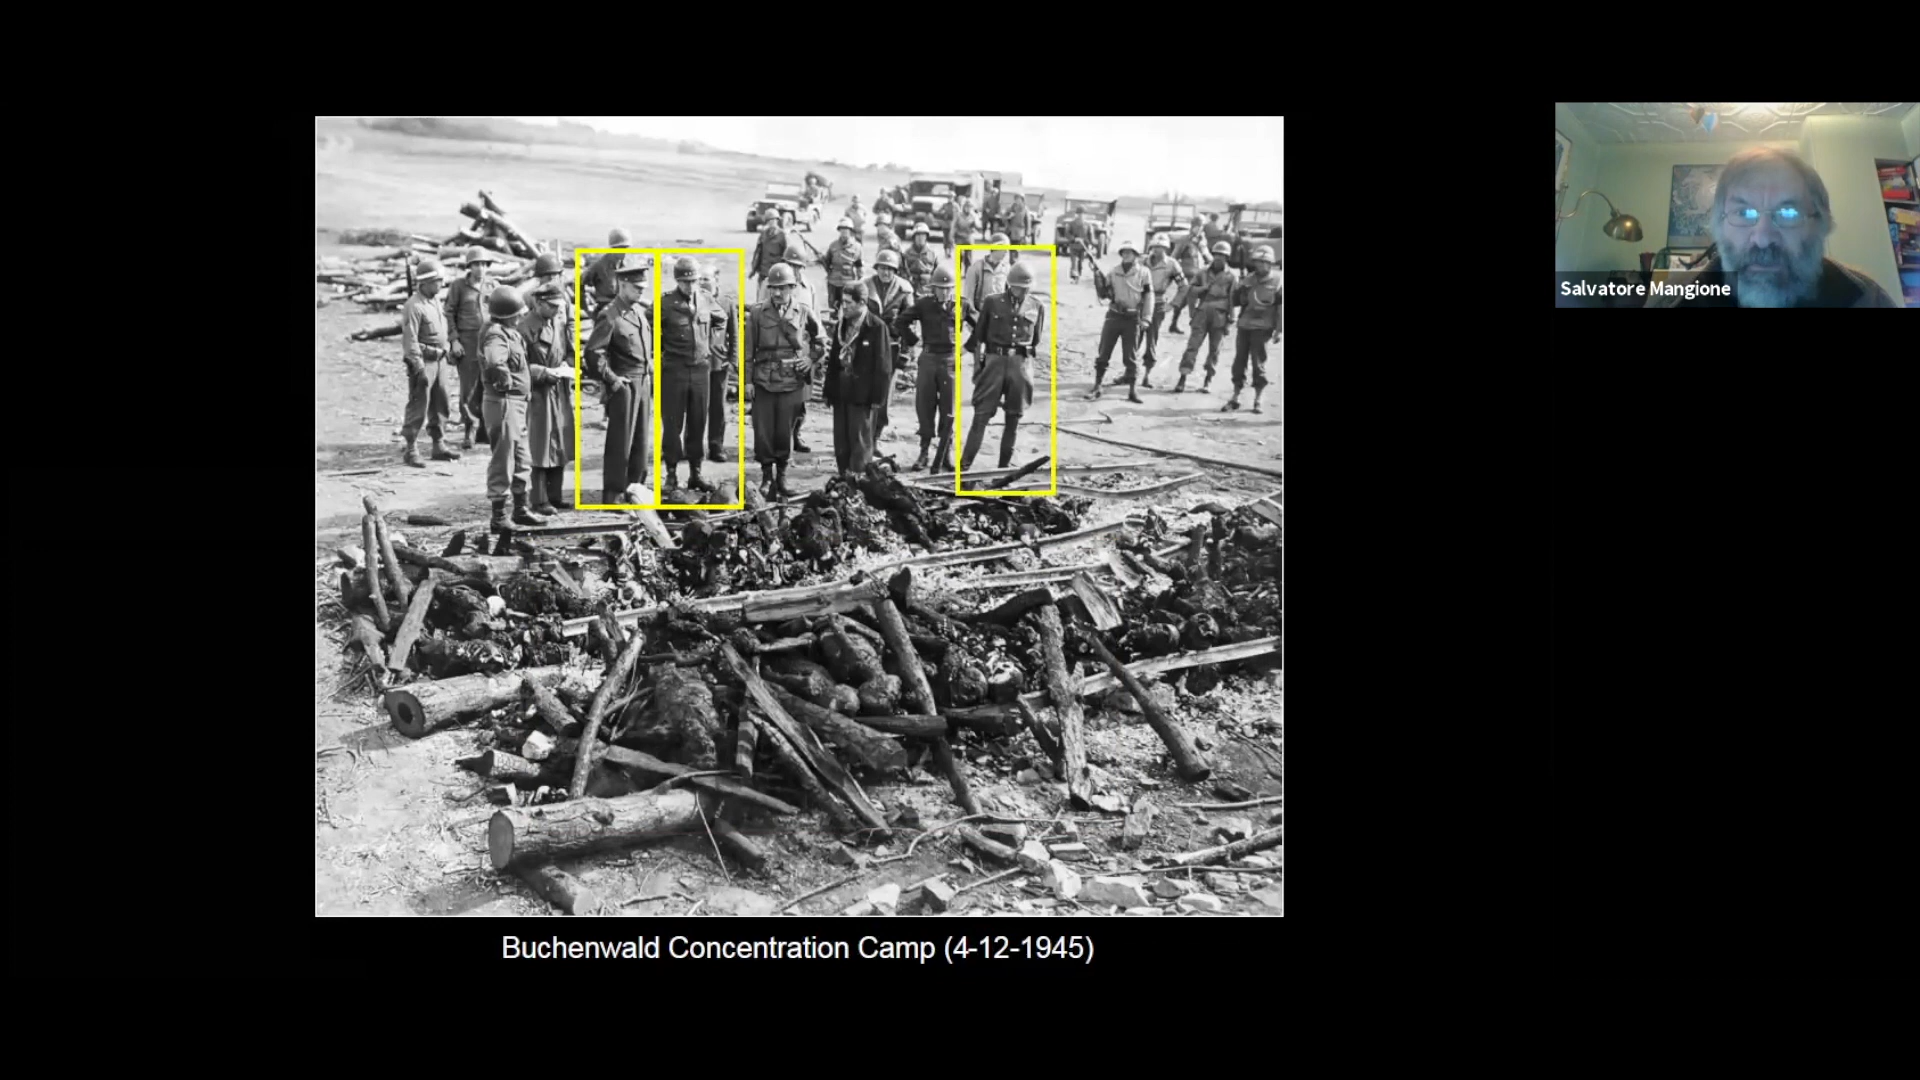 Salvatore Mangione
Buchenwald Concentration Camp (4-12-1945)